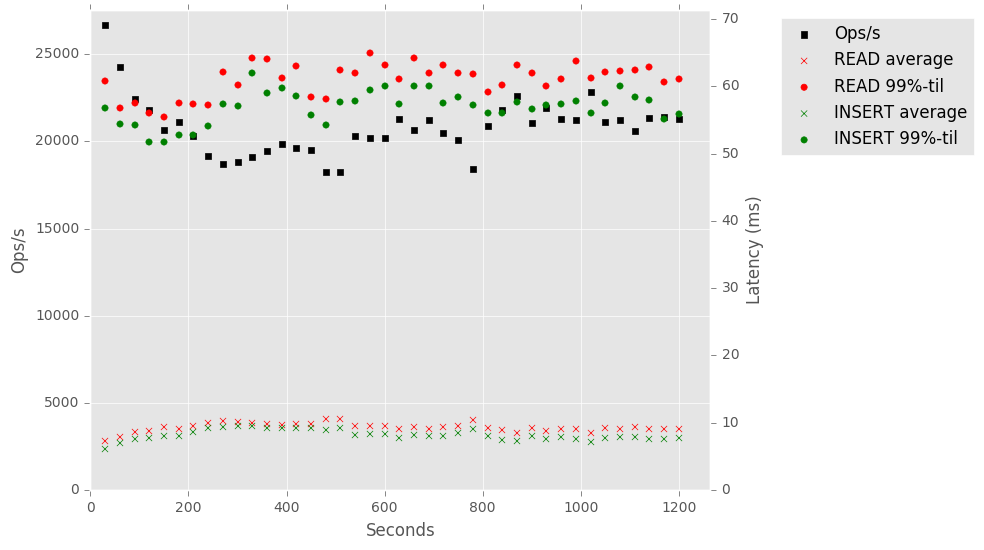 Ops/s
READ average
READ 99%-til
INSERT average
INSERT 99%-til
25000
20000
15000
10000
5000
0
Ops/s
70
60
50
40
30
20
10
0
Latency (ms)
0 200 400 600 800 1000 1200
Seconds